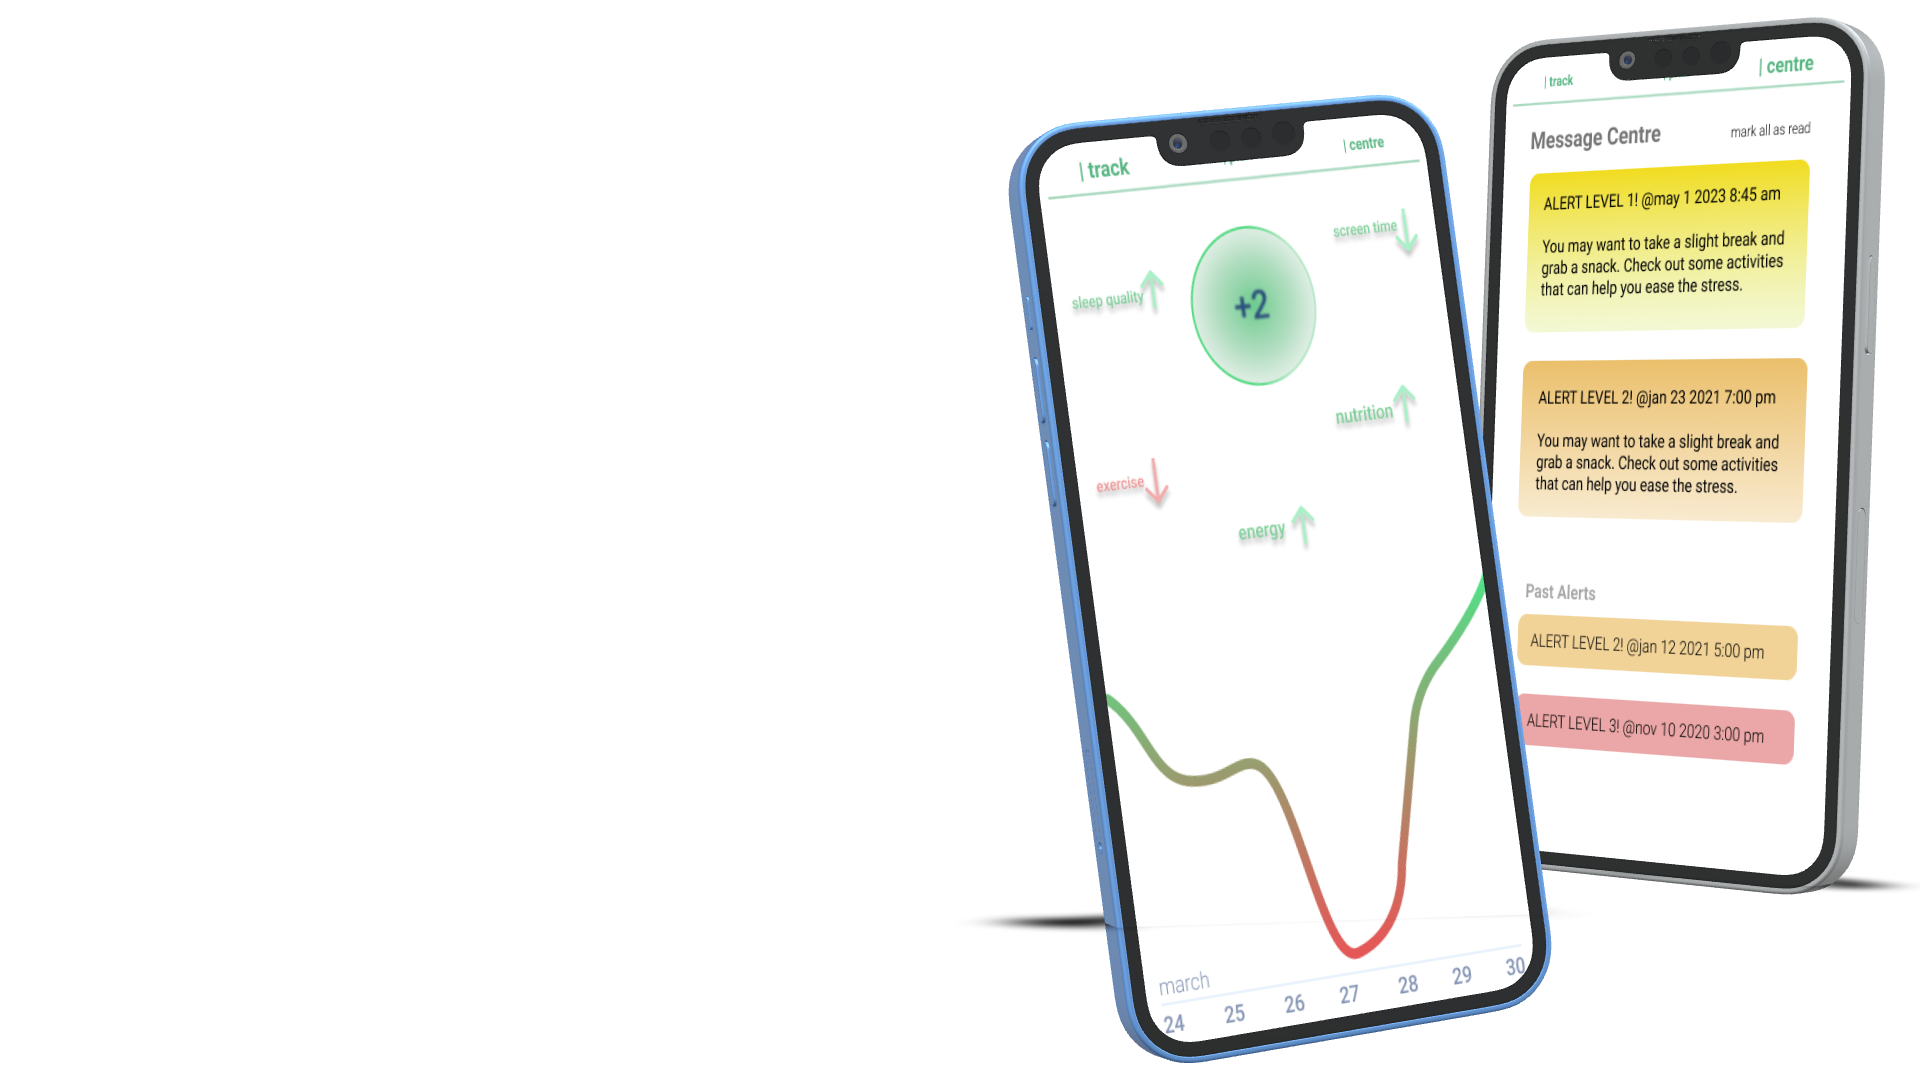 | track
| centre
screen time
sleep quality
+2
nutrition
exercise
energy
march
24 25 26 27 28 29 30
| track
| centre
Message Centre
mark all as read
ALERT LEVEL 1! @may 1 2023 8:45 am
You may want to take a slight break and
grab a snack. Check out some activities
that can help you ease the stress.
ALERT LEVEL 2! @jan 23 2021 7:00 pm
You may want to take a slight break and
grab a snack. Check out some activities
that can help you ease the stress.
Past Alerts
ALERT LEVEL 2! @jan 12 2021 5:00 pm
ALERT LEVEL 3! @nov 10 2020 3:00 pm